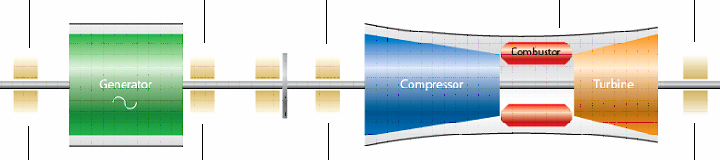 Combustor
Generator
Compressor
Turbine